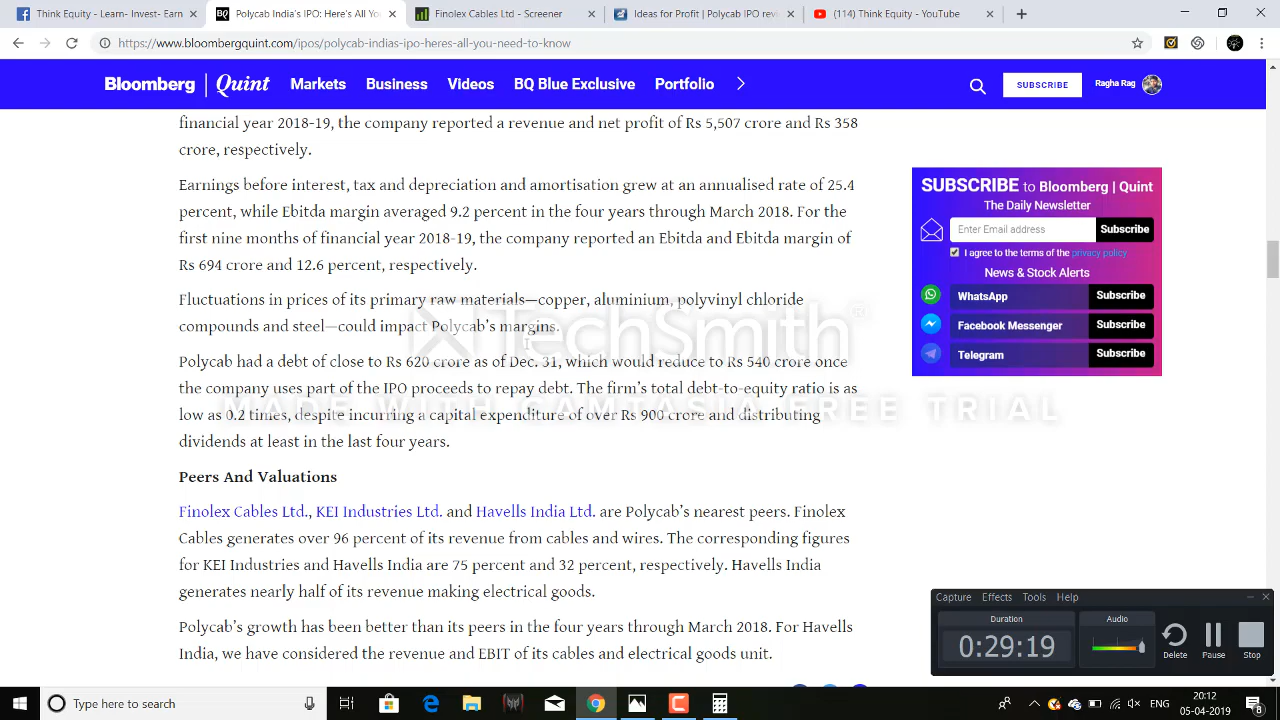 Think Equity - Learn- Invest- Earn
Polycab India's IPO: Here's All Yo
Finolex Cables Ltd - Screener
Ideas for Profit | Polycab IPO rev
(114) Think Equity - YouTube
https://www.bloombergquint.com/ipos/polycab-indias-ipo-heres-all-you-need-to-know
Bloomberg | Quint
Markets
Business
Videos
BQ Blue Exclusive
Portfolio
SUBSCRIBE
Ragha Rag
financial year 2018-19, the company reported a revenue and net profit of Rs 5,507 crore and Rs 358
crore, respectively.
Earnings before interest, tax and depreciation and amortisation grew at an annualised rate of 25.4
percent, while Ebitda margin averaged 9.2 percent in the four years through March 2018. For the
first nine months of financial year 2018-19, the company reported an Ebitda and Ebitda margin of
Rs 694 crore and 12.6 percent, respectively.
Fluctuations in prices of its primary raw materials—copper, aluminium, polyvinyl chloride
compounds and steel—could impact Polycab's margins.
Polycab had a debt of close to Rs 620 crore as of Dec. 31, which would reduce to Rs 540 crore once
the company uses part of the IPO proceeds to repay debt. The firm's total debt-to-equity ratio is as
low as 0.2 times, despite incurring a capital expenditure of over Rs 900 crore and distributing
dividends at least in the last four years.
Peers And Valuations
Finolex Cables Ltd., KEI Industries Ltd. and Havells India Ltd. are Polycab's nearest peers. Finolex
Cables generates over 96 percent of its revenue from cables and wires. The corresponding figures
for KEI Industries and Havells India are 75 percent and 32 percent, respectively. Havells India
generates nearly half of its revenue making electrical goods.
Polycab's growth has been better than its peers in the four years through March 2018. For Havells
India, we have considered the revenue and EBIT of its cables and electrical goods unit.
TechSmith®
MADE WITH CAMTASIA FREE TRIAL
SUBSCRIBE to Bloomberg | Quint
The Daily Newsletter
Enter Email address
Subscribe
I agree to the terms of the privacy policy
News & Stock Alerts
WhatsApp
Subscribe
Facebook Messenger
Subscribe
Telegram
Subscribe
Capture Effects Tools Help
Duration
0:29:19
Audio
Delete
Pause
Stop
Type here to search
ENG
20:12
05-04-2019
8